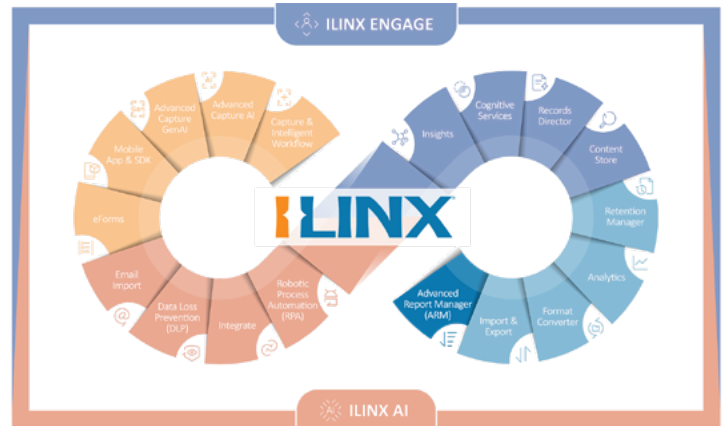 ILINX ENGAGE
Advanced
Capture
GenAI
Advanced
Capture AI
Capture &
Intelligent
Workflow
Mobile
App & SDK
eForms
Email
Import
Data Loss
Prevention
(DLP)
Integrate
Robotic
Process
Automation
(RPA)
ILINX
Insights
Cognitive
Services
Records
Director
Content
Store
Retention
Manager
Analytics
Format
Converter
Import &
Export
Advanced
Report Manager
(ARM)
ILINX AI